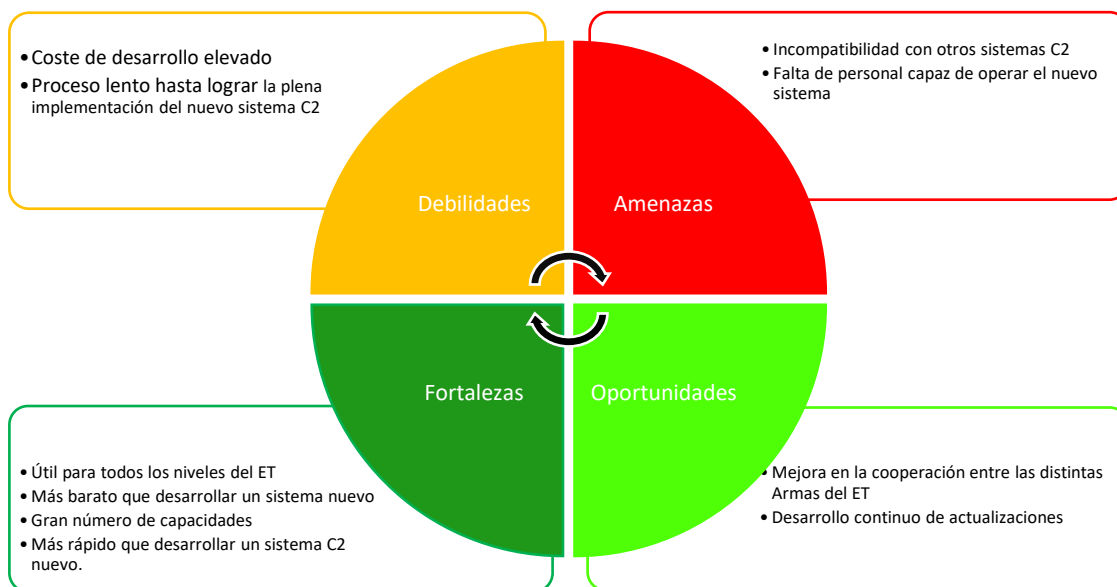 • Coste de desarrollo elevado
• Proceso lento hasta lograr la plena
implementación del nuevo sistema C2
• Incompatibilidad con otros sistemas C2
• Falta de personal capaz de operar el nuevo
sistema
Debilidades
Amenazas
Fortalezas
Oportunidades
• Útil para todos los niveles del ET
• Más barato que desarrollar un sistema nuevo
• Gran número de capacidades
• Más rápido que desarrollar un sistema C2
nuevo.
• Mejora en la cooperación entre las distintas
Armas del ET
• Desarrollo continuo de actualizaciones